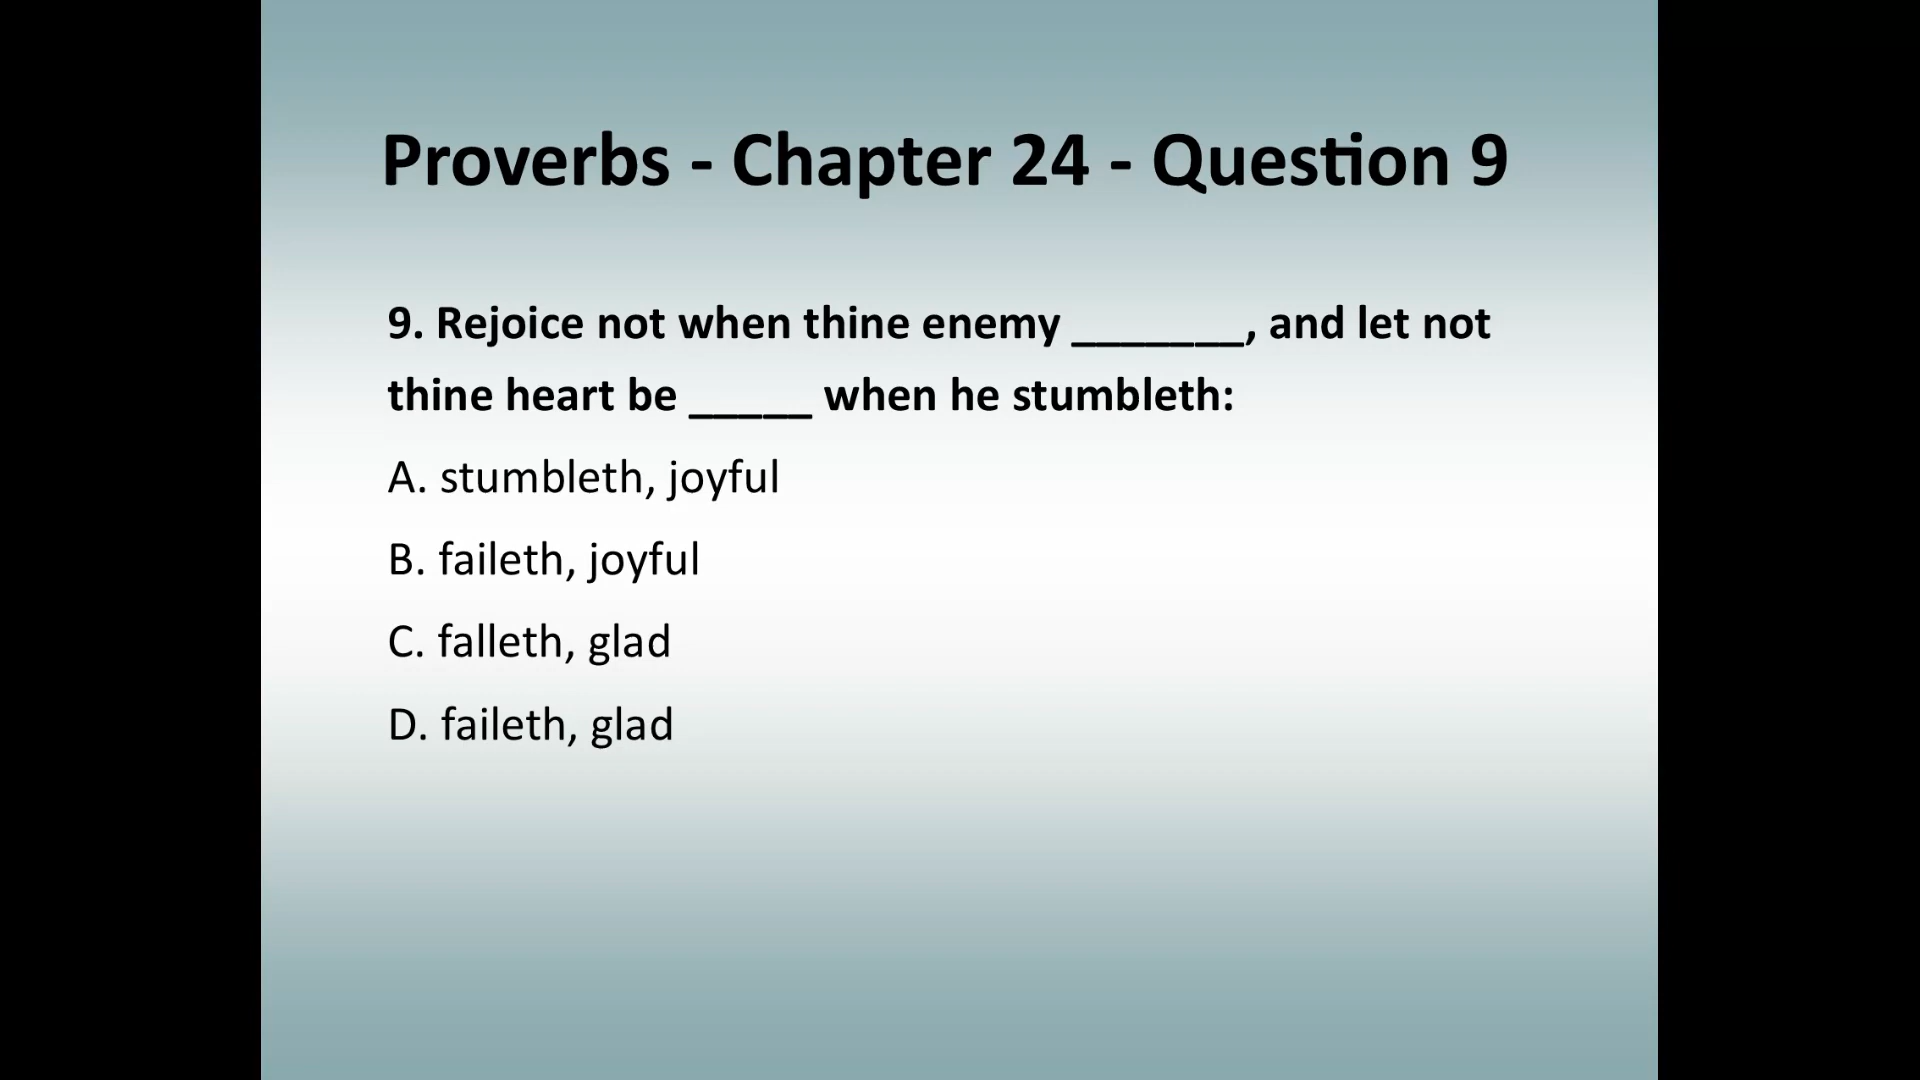 Proverbs - Chapter 24 - Question 9
9. Rejoice not when thine enemy _______, and let not
thine heart be _____ when he stumbleth:
A. stumbleth, joyful
B. faileth, joyful
C. falleth, glad
D. faileth, glad